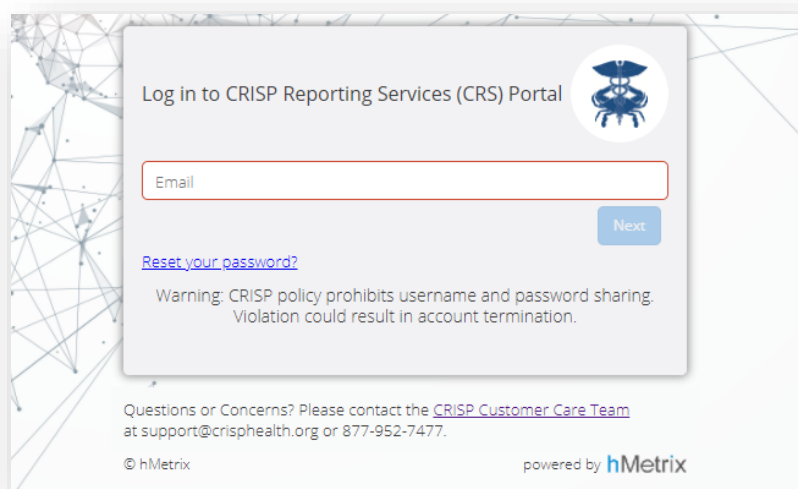 Log in to CRISP Reporting Services (CRS) Portal
Email
Next
Reset your password?
Warning: CRISP policy prohibits username and password sharing.
Violation could result in account termination.
Questions or Concerns? Please contact the CRISP Customer Care Team
at support@crisphealth.org or 877-952-7477.
© hMetrix
powered by hMetrix